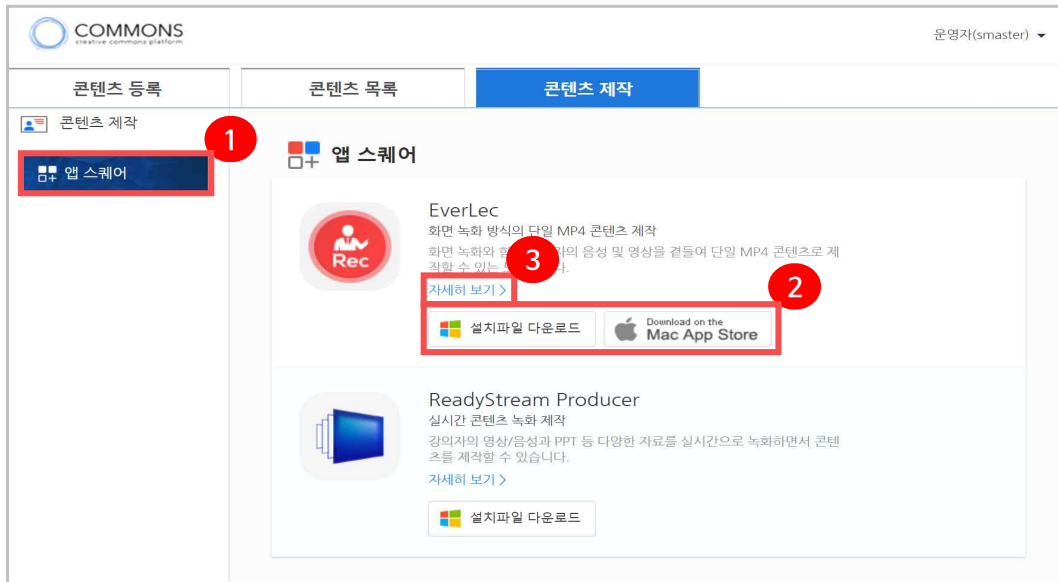 COMMONS
creative commons platform
운영자(smaster)
콘텐츠 등록
콘텐츠 목록
콘텐츠 제작
콘텐츠 제작
1
앱 스퀘어
앱 스퀘어
Rec
EverLec
화면 녹화 방식의 단일 MP4 콘텐츠 제작
화면 녹화와 자의 음성 및 영상을 곁들여 단일 MP4 콘텐츠로 제
작할 수 있는 다.
3
자세히 보기 >
2
설치파일 다운로드
Download on the
Mac App Store
ReadyStream Producer
실시간 콘텐츠 녹화 제작
강의자의 영상/음성과 PPT 등 다양한 자료를 실시간으로 녹화하면서 콘텐
츠를 제작할 수 있습니다.
자세히 보기 >
설치파일 다운로드